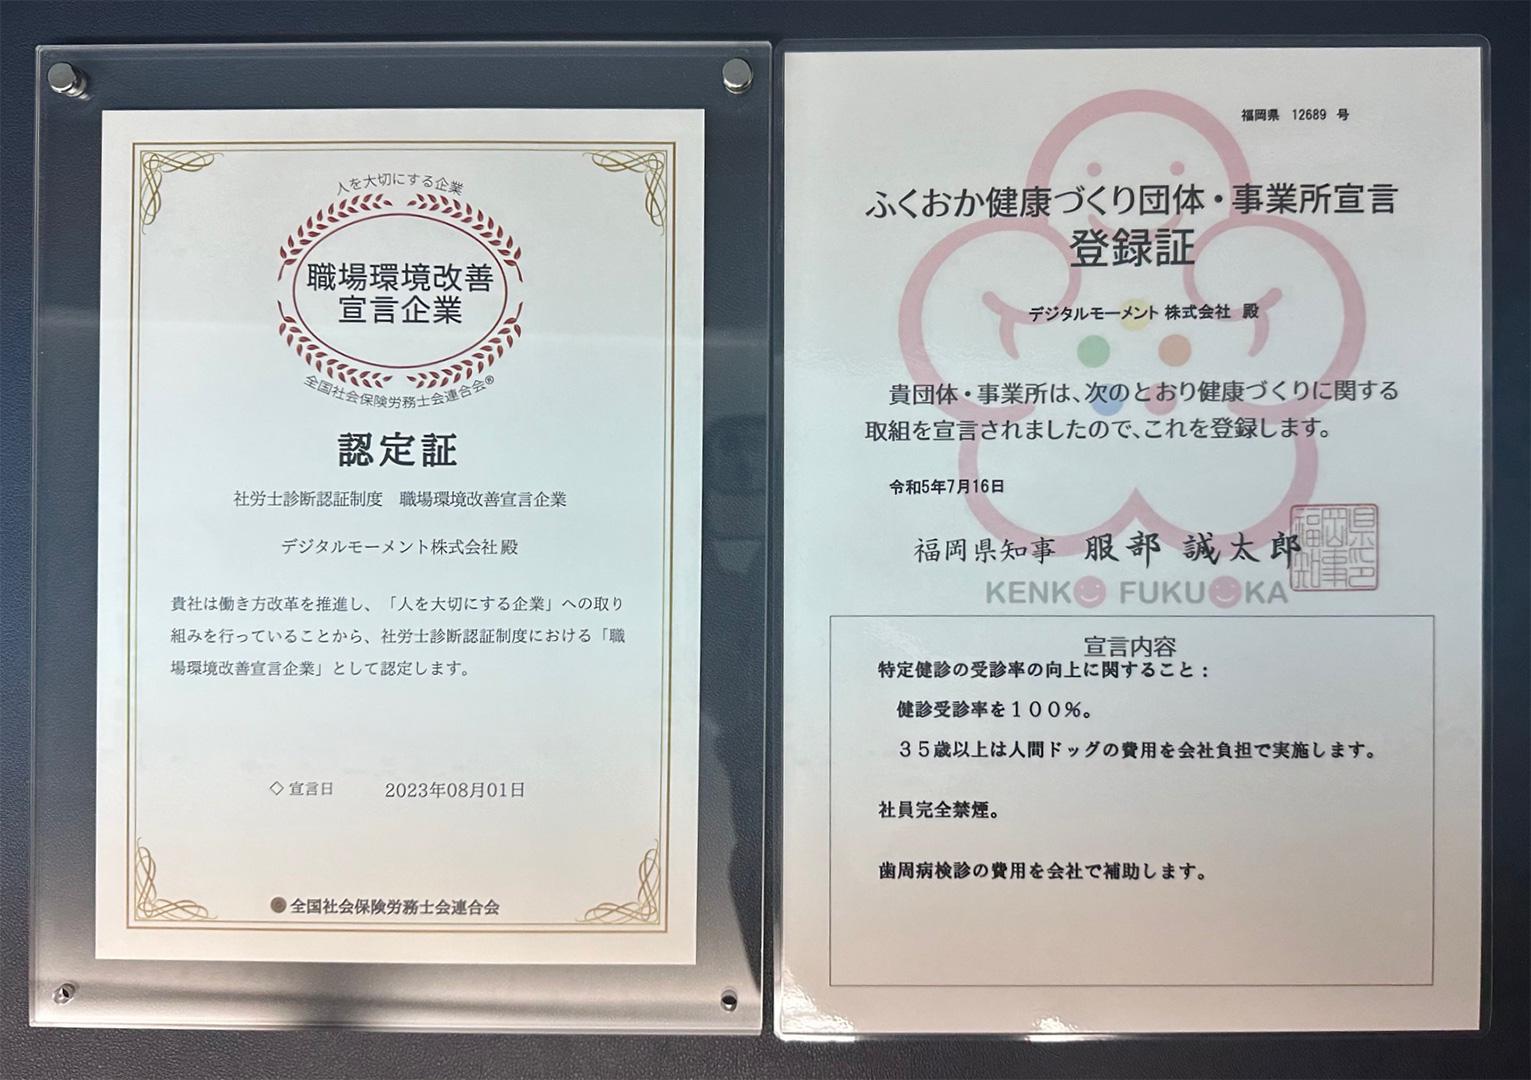 人を大切にする企業
職場環境改善
宣言企業
全国社会保険労務士会連合会®
認定証
社労士診断認証制度　職場環境改善宣言企業
デジタルモーメント株式会社 殿
貴社は働き方改革を推進し、「人を大切にする企業」への取り
組みを行っていることから、社労士診断認証制度における「職
場環境改善宣言企業」として認定します。
◇ 宣言日　2023年08月01日
全国社会保険労務士会連合会
福岡県　12689　号
ふくおか健康づくり団体・事業所宣言
登録証
デジタルモーメント 株式会社　殿
貴団体・事業所は、次のとおり健康づくりに関する
取組を宣言されましたので、これを登録します。
令和5年7月16日
福岡県知事　服部 誠太郎
福岡県知事之印
KENKO FUKUOKA
宣言内容
特定健診の受診率の向上に関すること：
健診受診率を１００％。
３５歳以上は人間ドッグの費用を会社負担で実施します。
社員完全禁煙。
歯周病検診の費用を会社で補助します。